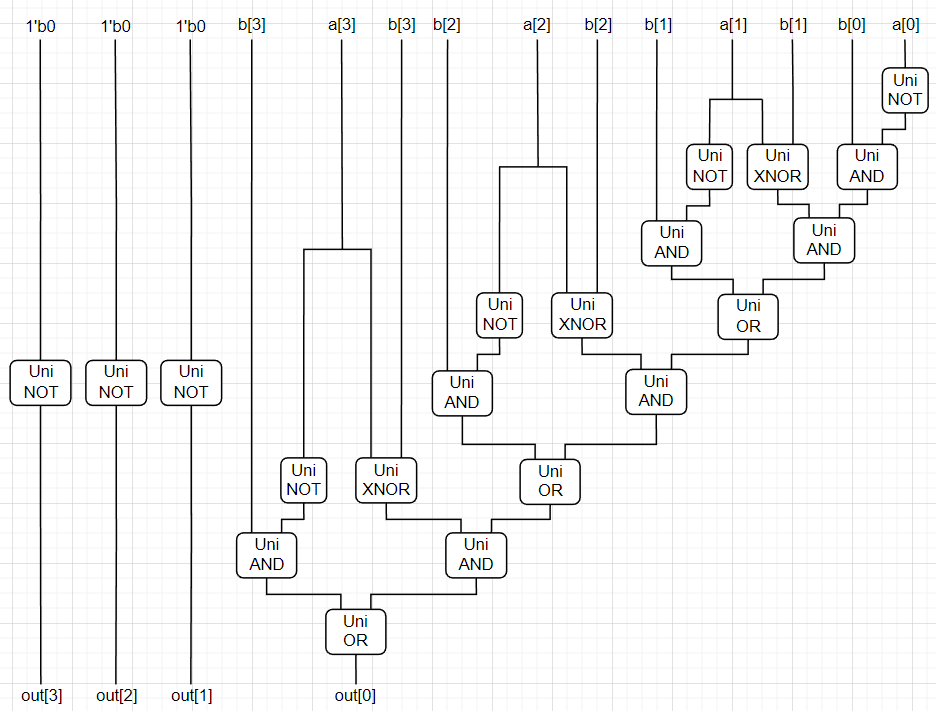 1'b0 1'b0 1'b0 b[3] a[3] b[3] b[2] a[2] b[2] b[1] a[1] b[1] b[0] a[0]
Uni
NOT
Uni
NOT
Uni
XNOR
Uni
AND
Uni
AND
Uni
AND
Uni
NOT
Uni
XNOR
Uni
OR
Uni
NOT
Uni
NOT
Uni
NOT
Uni
AND
Uni
AND
Uni
NOT
Uni
XNOR
Uni
OR
Uni
AND
Uni
AND
Uni
OR
out[3] out[2] out[1] out[0]